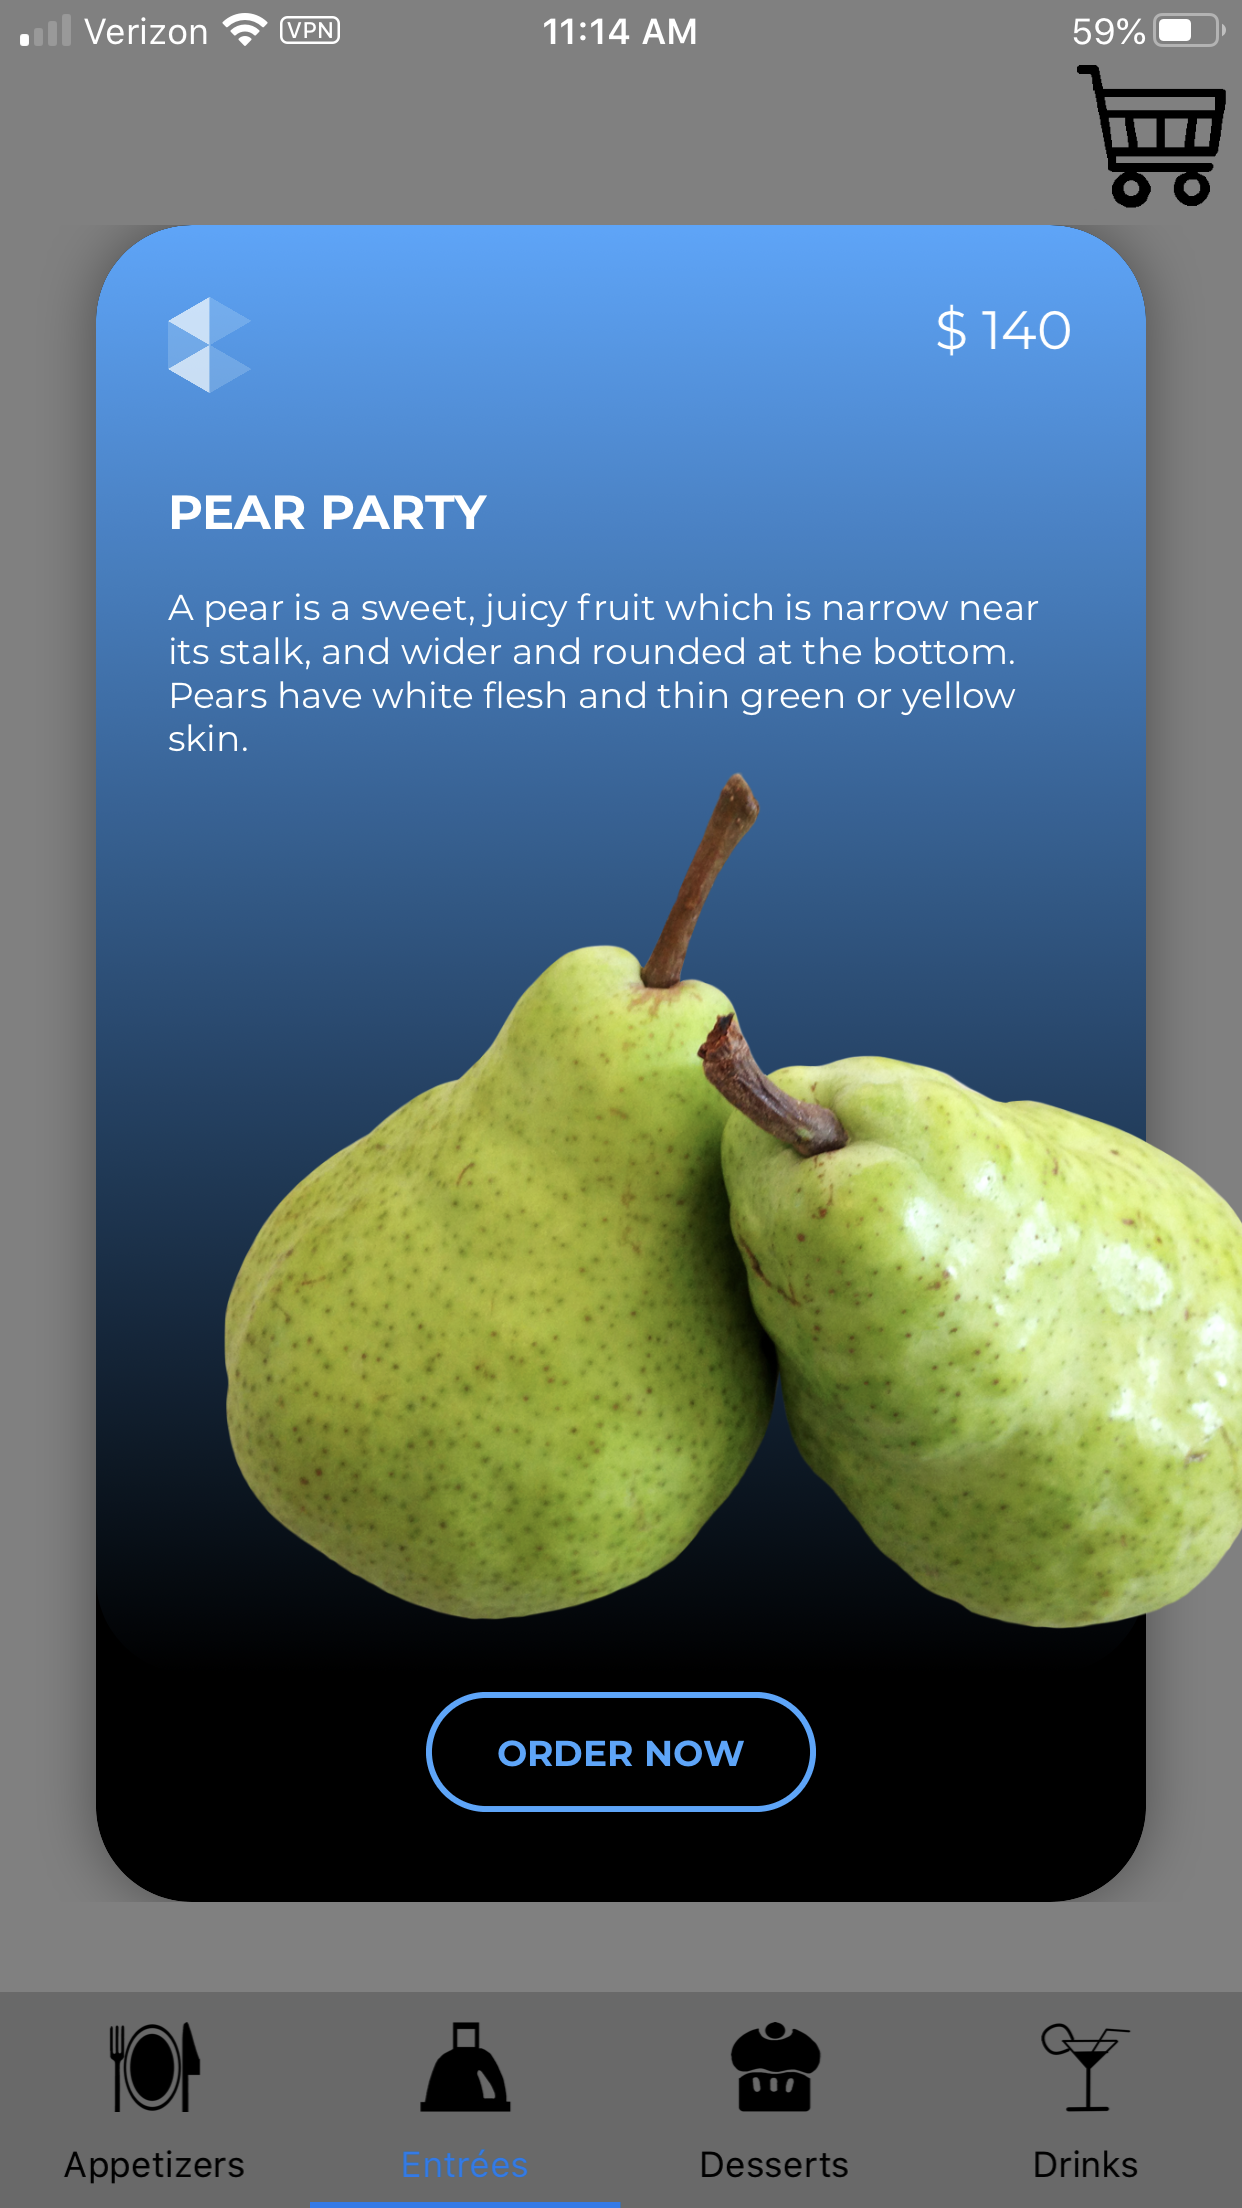 Verizon VPN 11:14 AM 59%
$ 140
PEAR PARTY
A pear is a sweet, juicy fruit which is narrow near
its stalk, and wider and rounded at the bottom.
Pears have white flesh and thin green or yellow
skin.
ORDER NOW
Appetizers Entrées Desserts Drinks